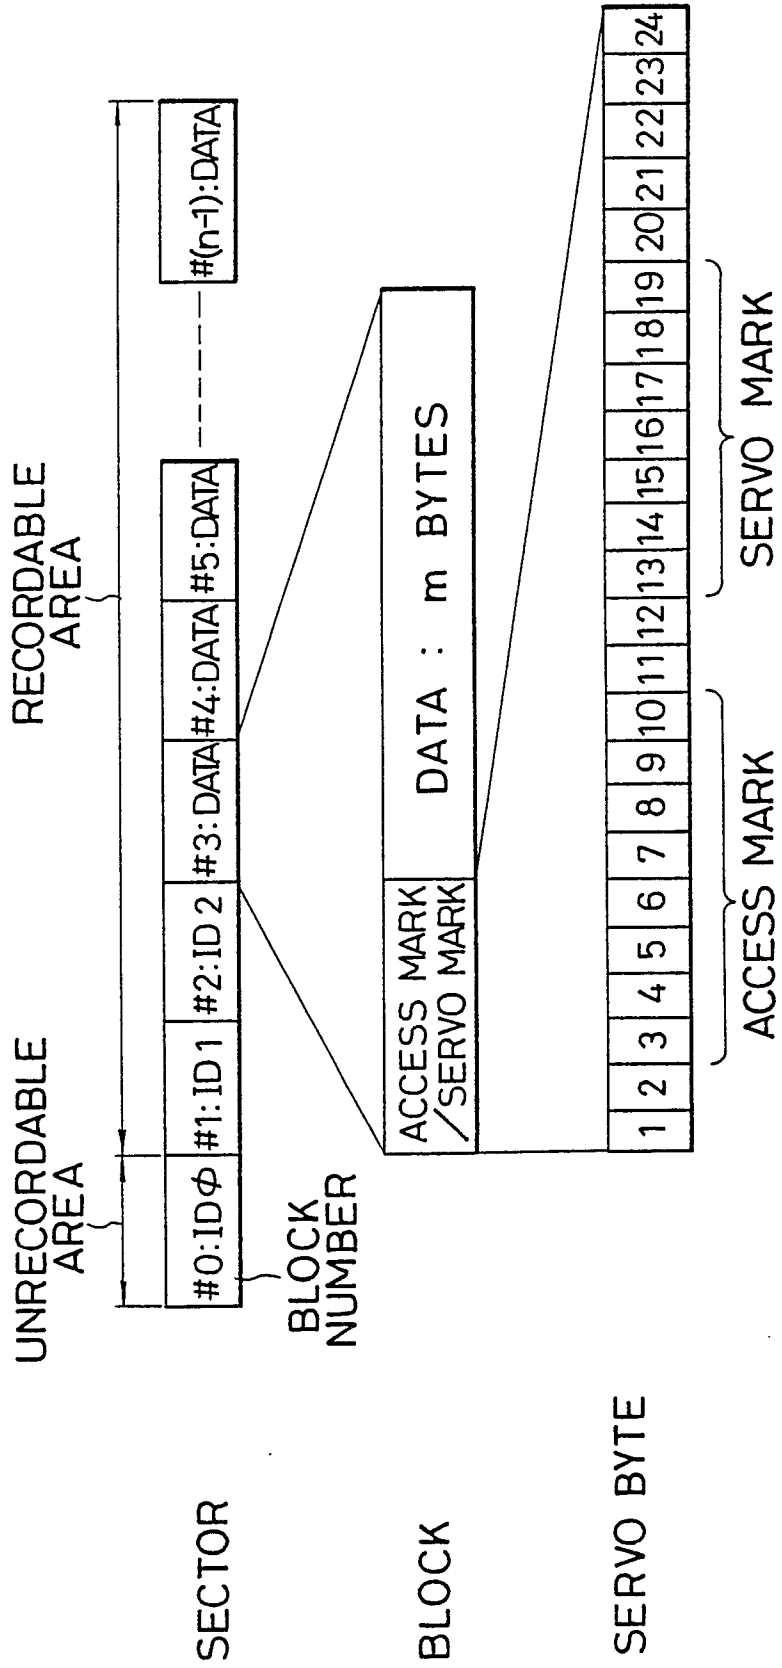 UNRECORDABLE
AREA
RECORDABLE
AREA
SECTOR
#0:IDΦ
#1:ID1
#2:ID2
#3:DATA
#4:DATA
#5:DATA
#(n-1):DATA
BLOCK
NUMBER
BLOCK
ACCESS MARK
/SERVO MARK
DATA : m BYTES
SERVO BYTE
1 2 3 4 5 6 7 8 9 10 11 12 13 14 15 16 17 18 19 20 21 22 23 24
ACCESS MARK
SERVO MARK